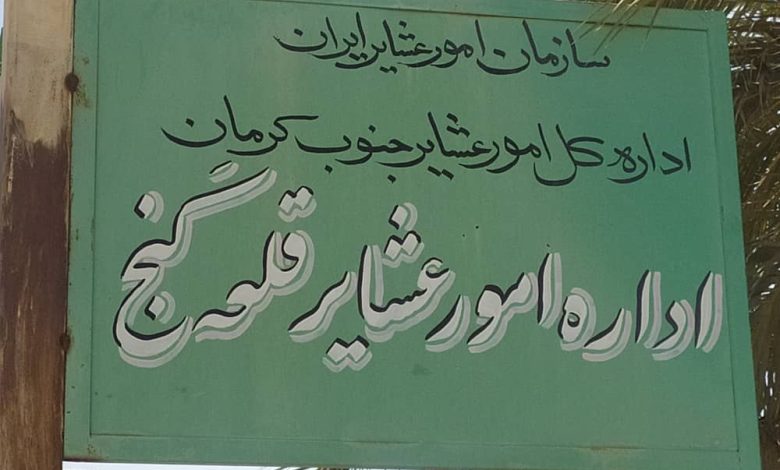 سازمان امور عشایر ایران
اداره کل امور عشایر جنوب کرمان
اداره امور عشایر قلعه گنج